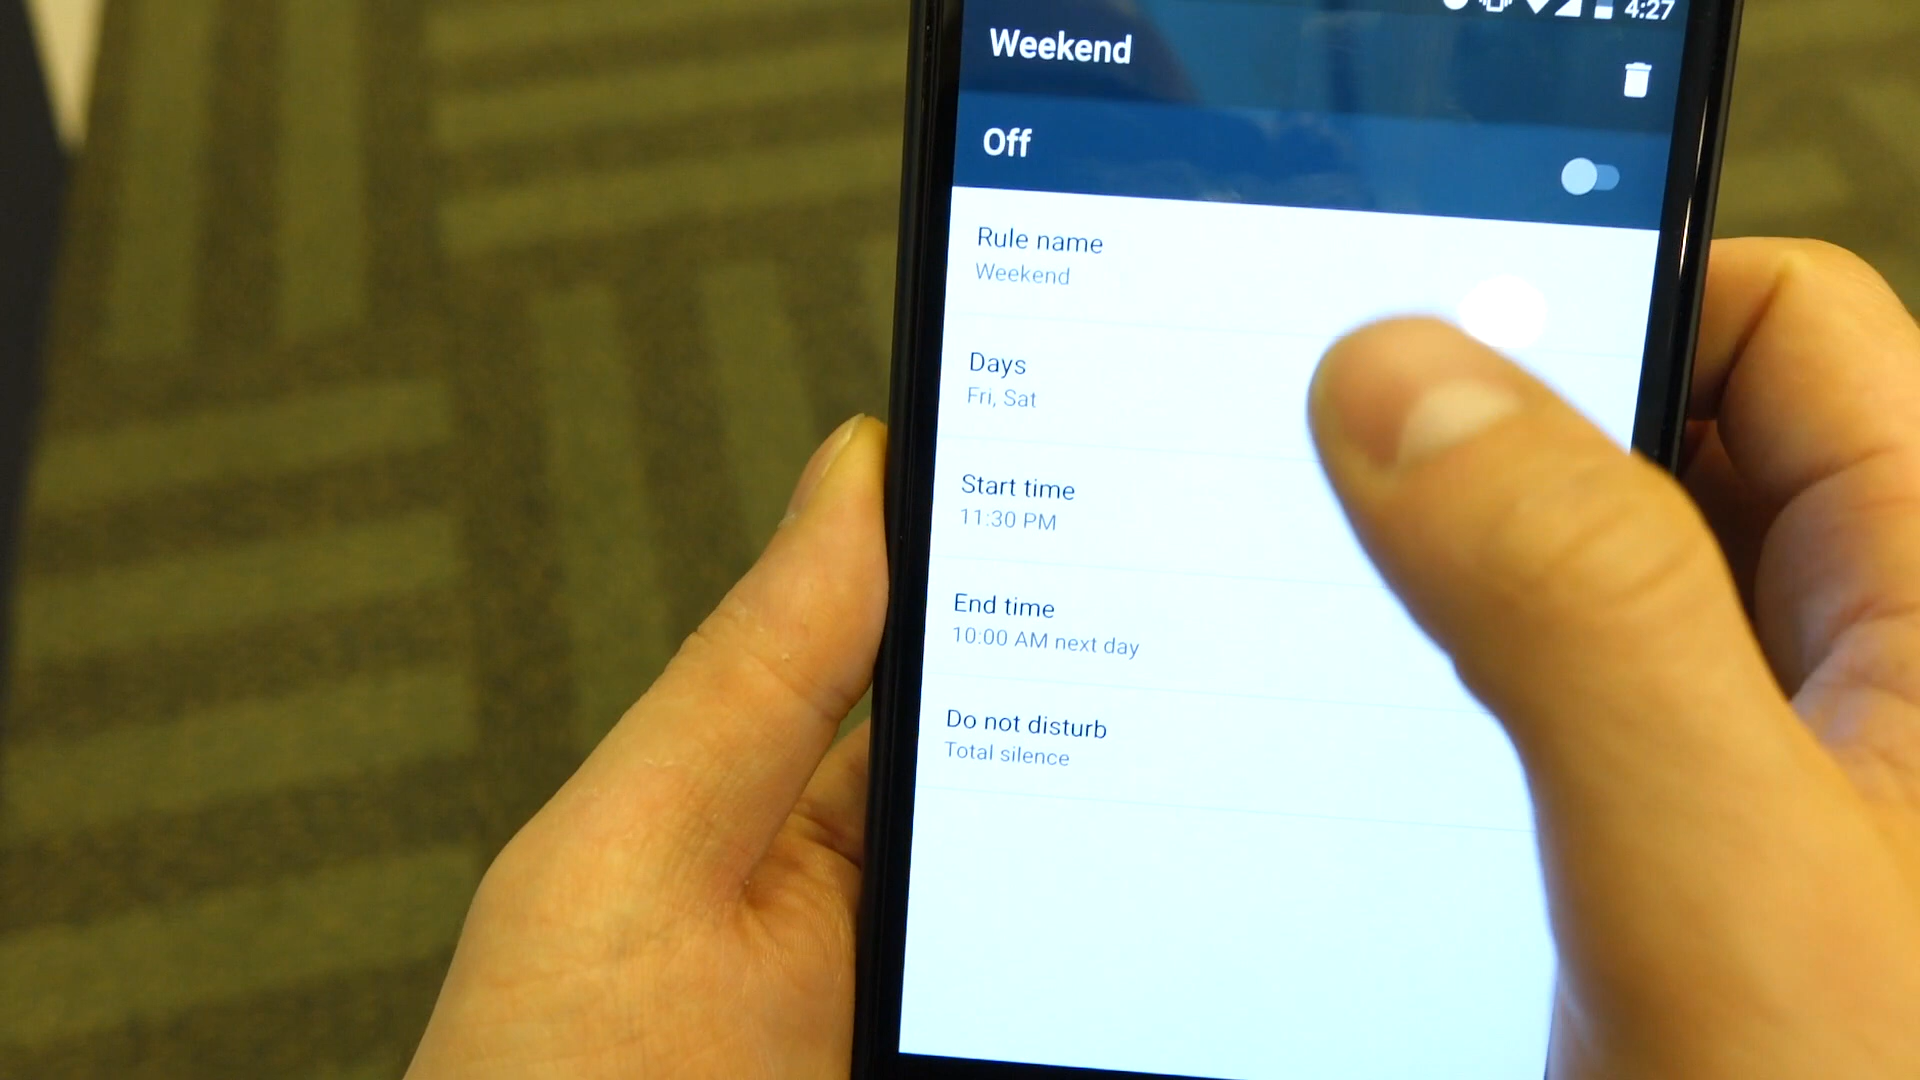 4:27
Weekend
Off
Rule name
Weekend
Days
Fri, Sat
Start time
11:30 PM
End time
10:00 AM next day
Do not disturb
Total silence